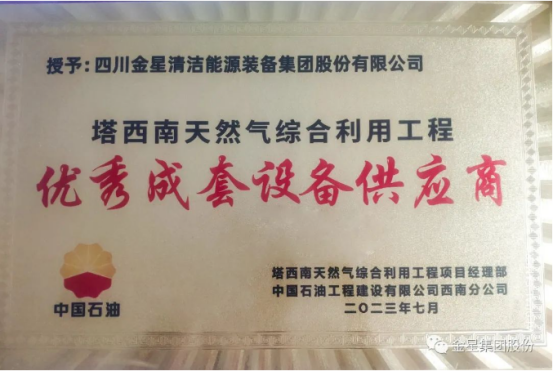 授予:四川金星清洁能源装备集团股份有限公司
塔西南天然气综合利用工程
优秀成套设备供应商
中国石油
塔西南天然气综合利用工程项目经理部
中国石油工程建设有限公司西南分公司
二〇二三年七月
金星集团股份